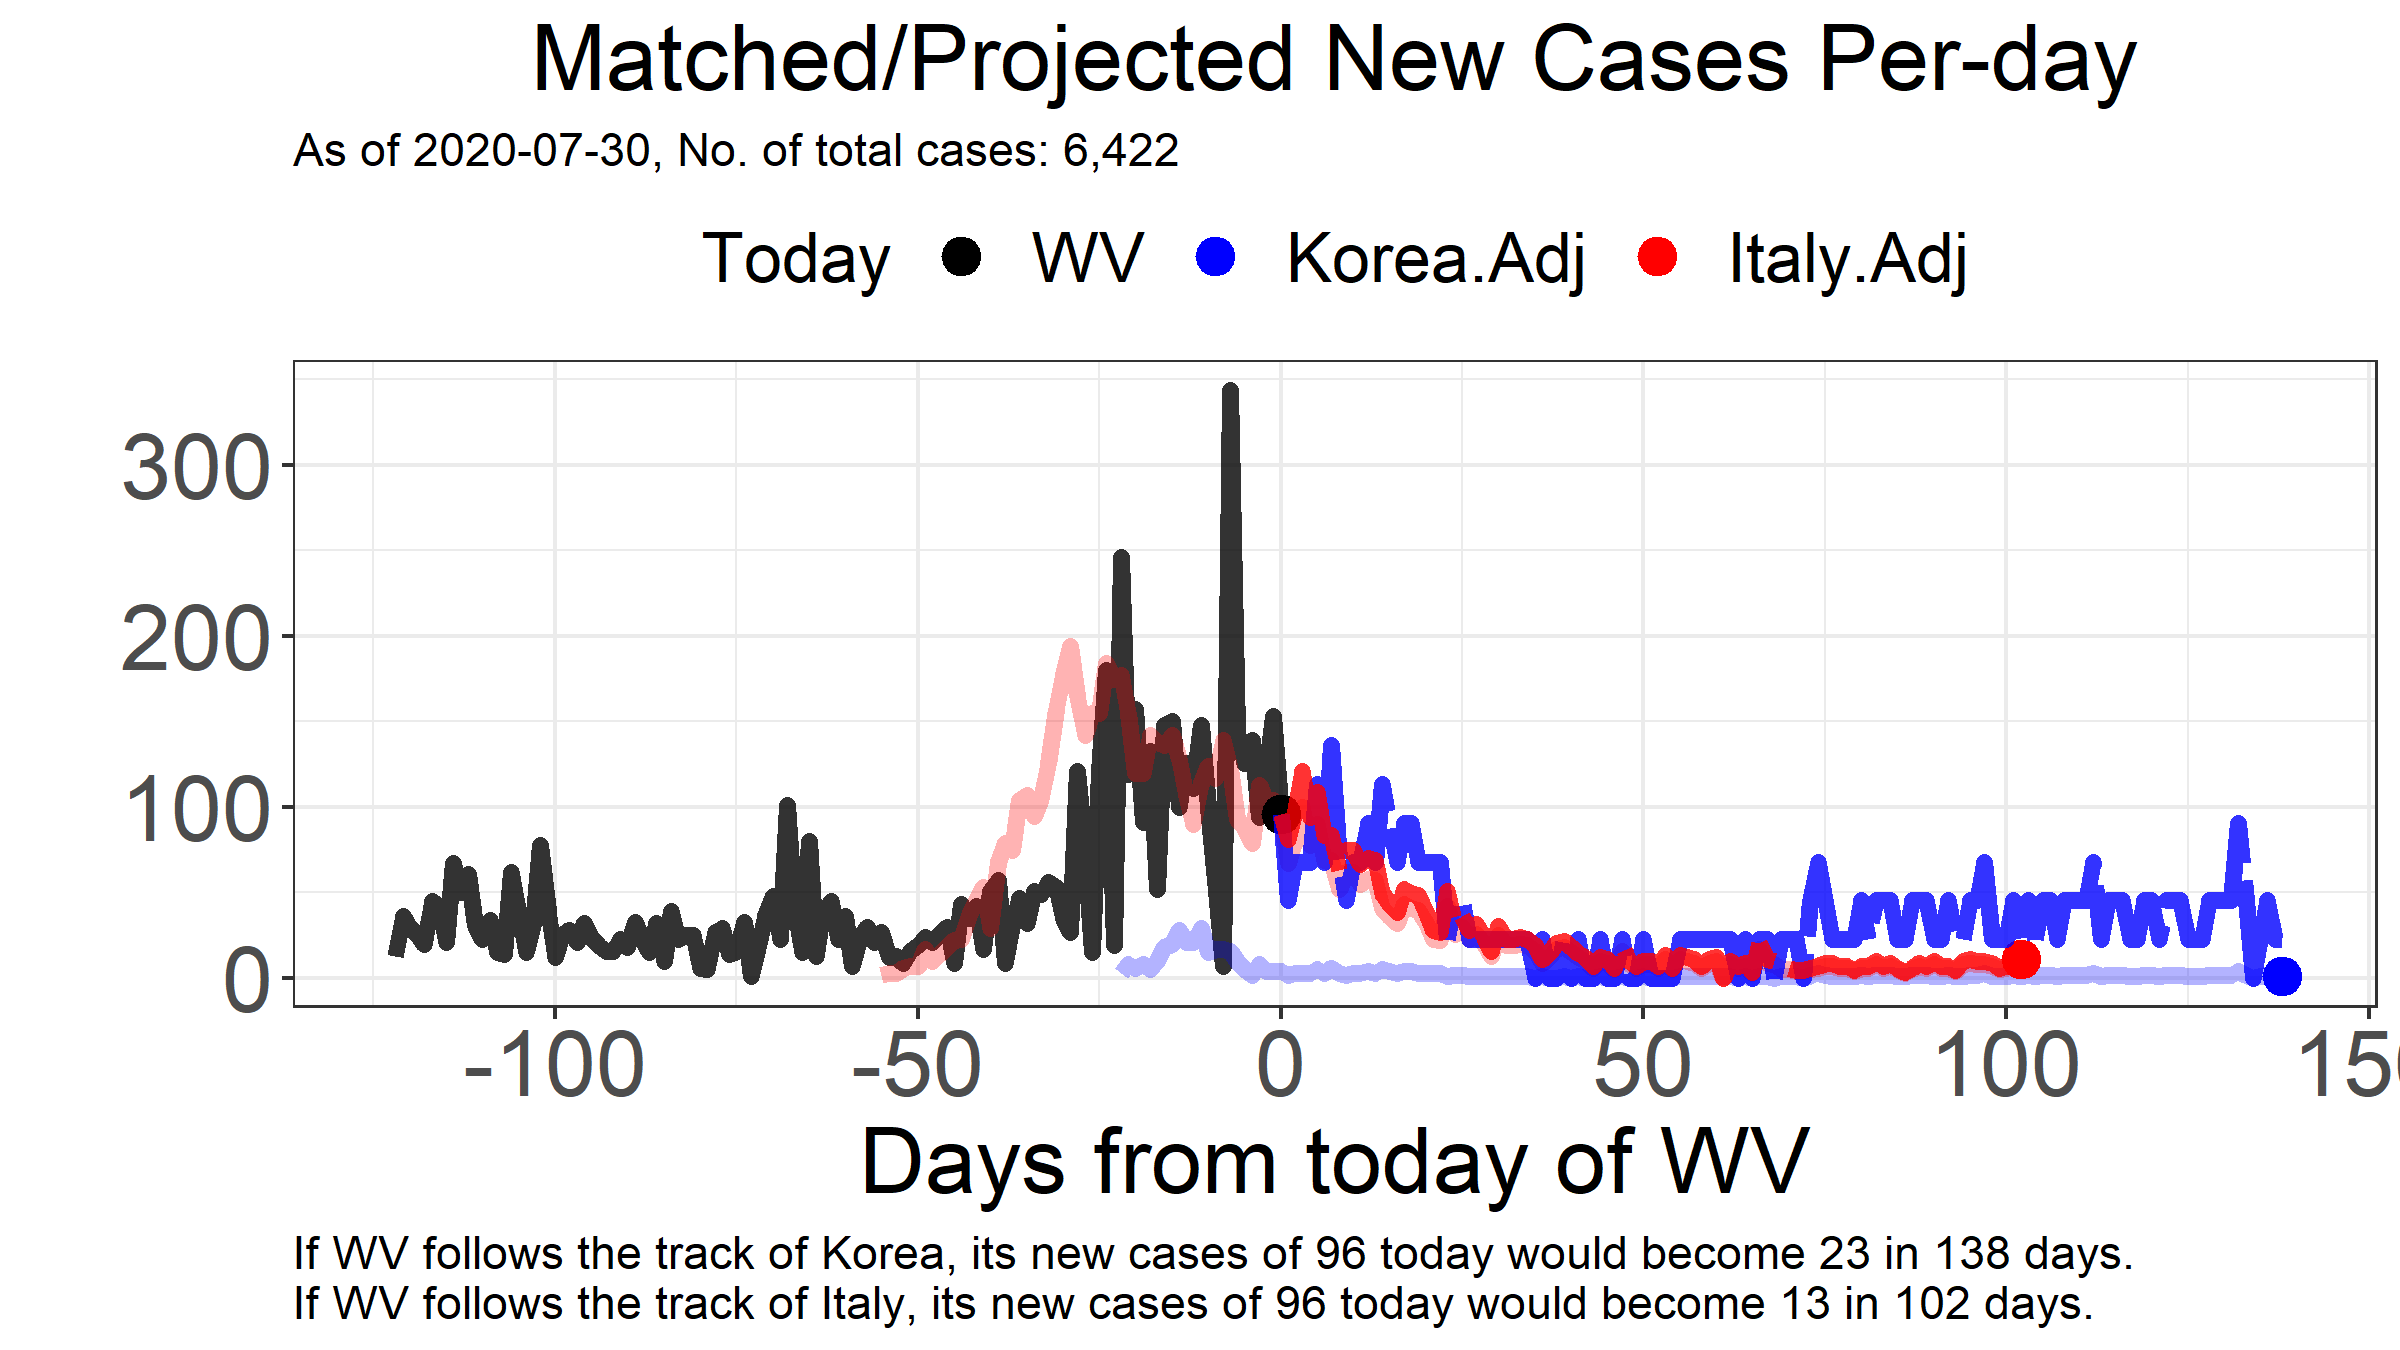 Matched/Projected New Cases Per-day
As of 2020-07-30, No. of total cases: 6,422
Today WV Korea.Adj Italy.Adj
300
200
100
0
-100 -50 0 50 100 15
Days from today of WV
If WV follows the track of Korea, its new cases of 96 today would become 23 in 138 days.
If WV follows the track of Italy, its new cases of 96 today would become 13 in 102 days.